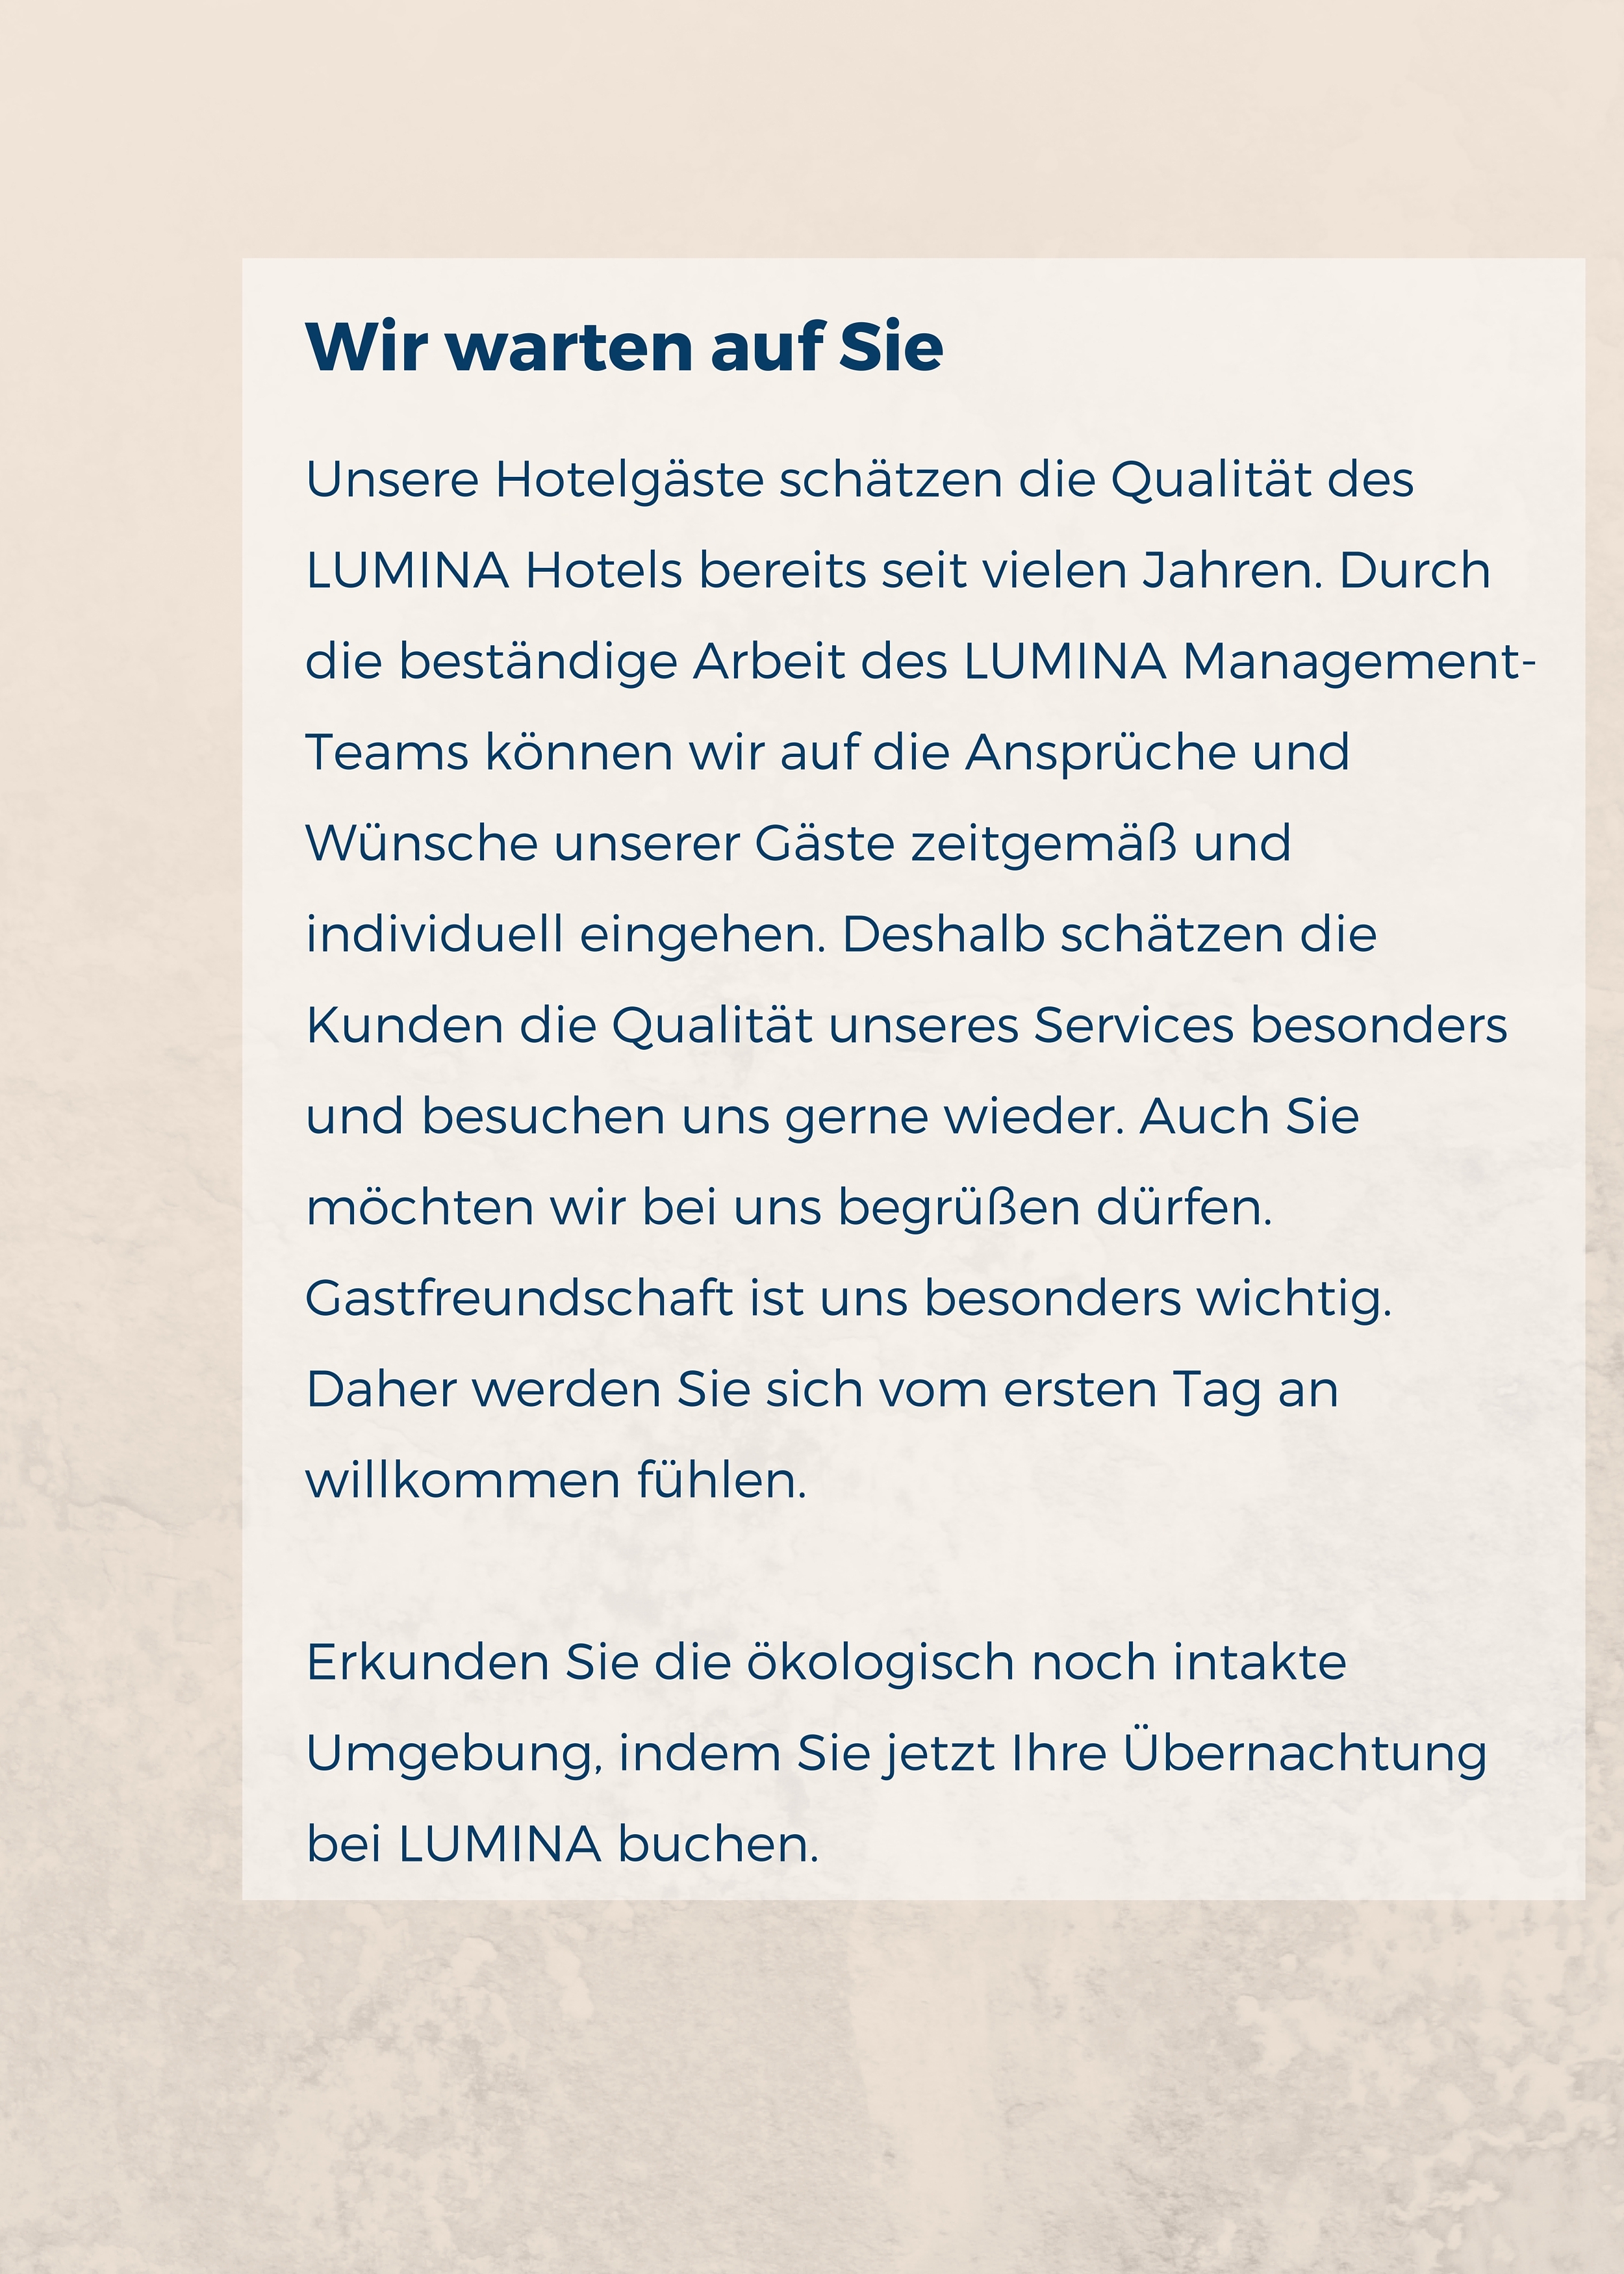 Wir warten auf Sie
Unsere Hotelgäste schätzen die Qualität des
LUMINA Hotels bereits seit vielen Jahren. Durch
die beständige Arbeit des LUMINA Management-
Teams können wir auf die Ansprüche und
Wünsche unserer Gäste zeitgemäß und
individuell eingehen. Deshalb schätzen die
Kunden die Qualität unseres Services besonders
und besuchen uns gerne wieder. Auch Sie
möchten wir bei uns begrüßen dürfen.
Gastfreundschaft ist uns besonders wichtig.
Daher werden Sie sich vom ersten Tag an
willkommen fühlen.
Erkunden Sie die ökologisch noch intakte
Umgebung, indem Sie jetzt Ihre Übernachtung
bei LUMINA buchen.